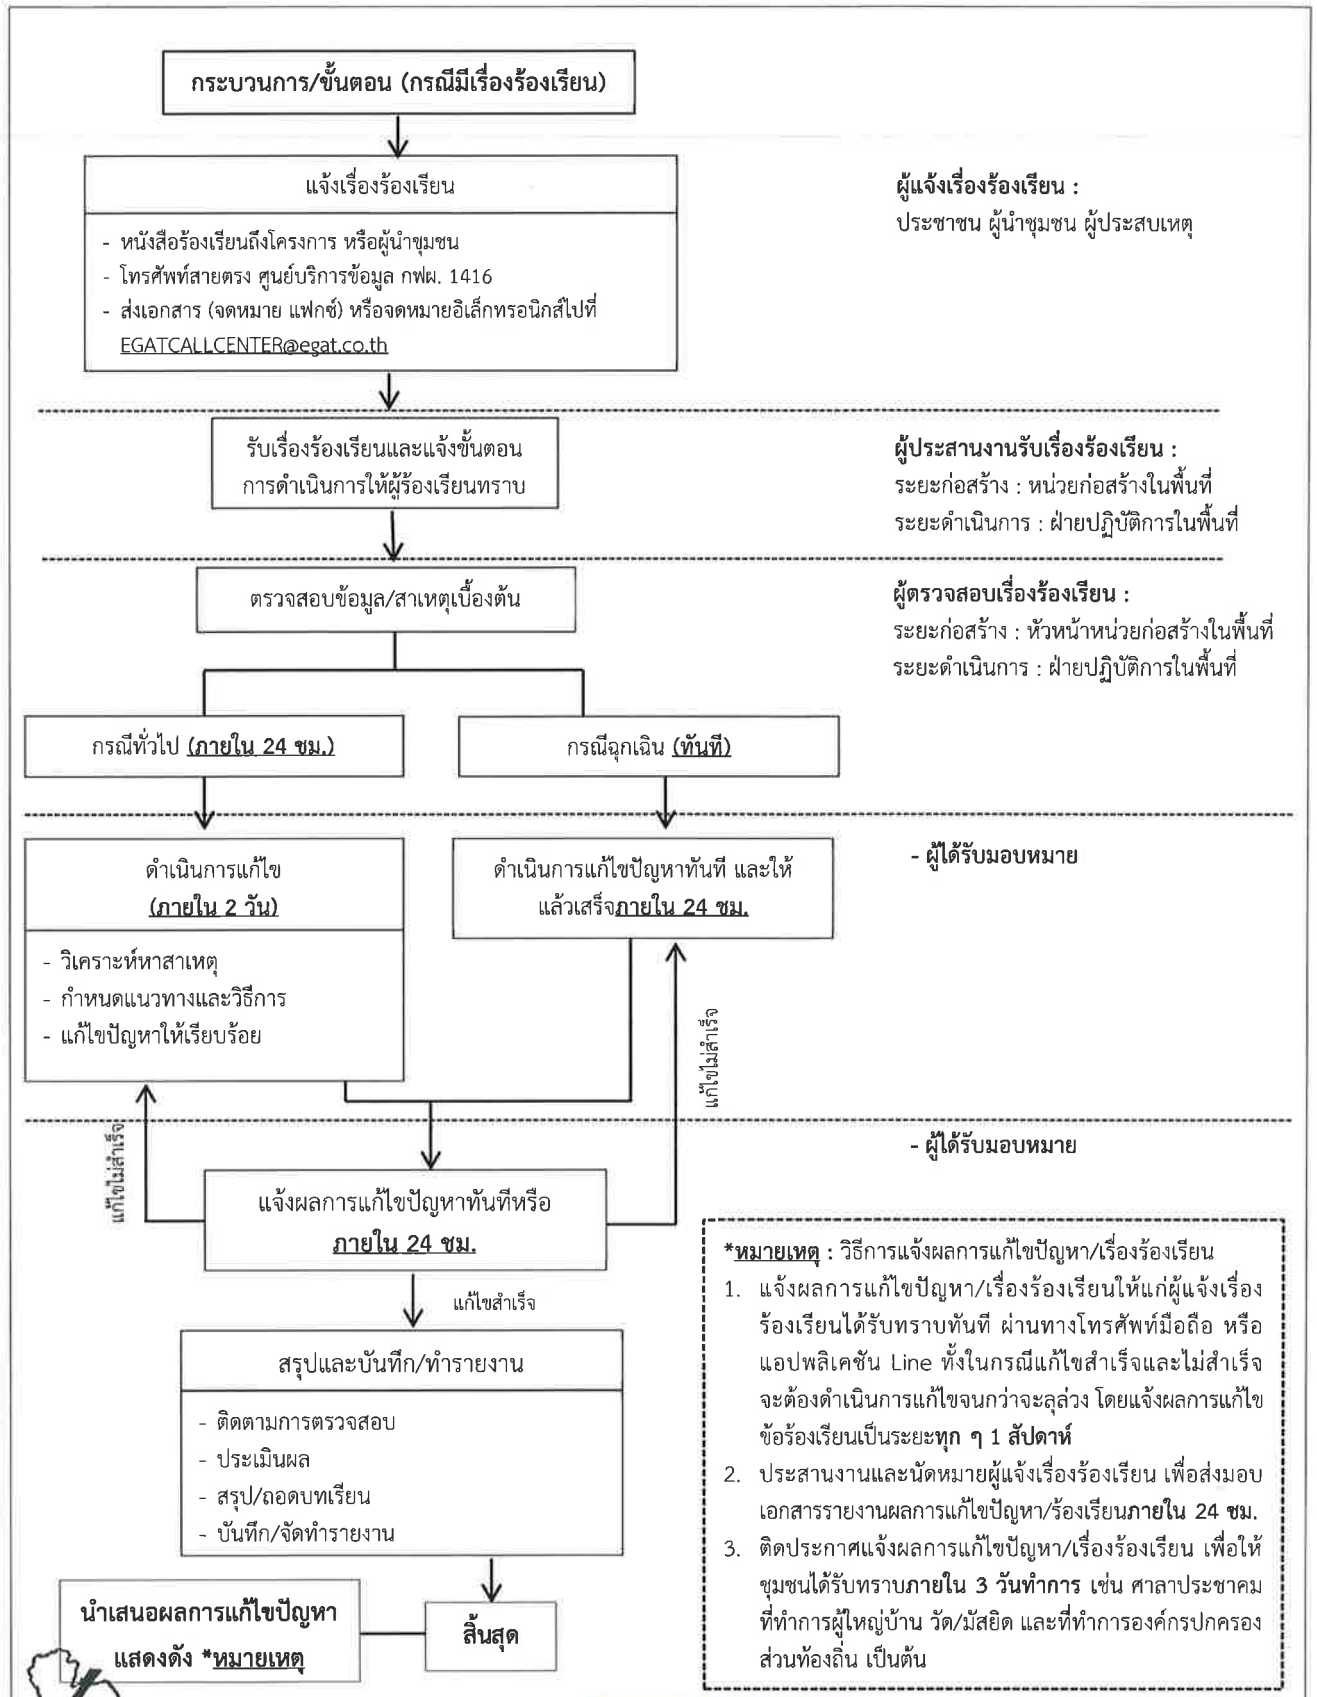 กระบวนการ/ขั้นตอน (กรณีมีเรื่องร้องเรียน)
แจ้งเรื่องร้องเรียน
- หนังสือร้องเรียนถึงโครงการ หรือผู้นำชุมชน
- โทรศัพท์สายตรง ศูนย์บริการข้อมูล กฟผ. 1416
- ส่งเอกสาร (จดหมาย แฟกซ์) หรือจดหมายอิเล็กทรอนิกส์ไปที่
EGATCALLCENTER@egat.co.th
ผู้แจ้งเรื่องร้องเรียน :
ประชาชน ผู้นำชุมชน ผู้ประสบเหตุ
รับเรื่องร้องเรียนและแจ้งขั้นตอน
การดำเนินการให้ผู้ร้องเรียนทราบ
ผู้ประสานงานรับเรื่องร้องเรียน :
ระยะก่อสร้าง : หน่วยก่อสร้างในพื้นที่
ระยะดำเนินการ : ฝ่ายปฏิบัติการในพื้นที่
ตรวจสอบข้อมูล/สาเหตุเบื้องต้น
ผู้ตรวจสอบเรื่องร้องเรียน :
ระยะก่อสร้าง : หัวหน้าหน่วยก่อสร้างในพื้นที่
ระยะดำเนินการ : ฝ่ายปฏิบัติการในพื้นที่
กรณีทั่วไป (ภายใน 24 ชม.)
กรณีฉุกเฉิน (ทันที)
ดำเนินการแก้ไข
(ภายใน 2 วัน)
- วิเคราะห์หาสาเหตุ
- กำหนดแนวทางและวิธีการ
- แก้ไขปัญหาให้เรียบร้อย
ดำเนินการแก้ไขปัญหาทันที และให้
แล้วเสร็จภายใน 24 ชม.
- ผู้ได้รับมอบหมาย
แก้ไขไม่สำเร็จ
แก้ไขไม่สำเร็จ
- ผู้ได้รับมอบหมาย
แจ้งผลการแก้ไขปัญหาทันทีหรือ
ภายใน 24 ชม.
แก้ไขสำเร็จ
สรุปและบันทึก/ทำรายงาน
- ติดตามการตรวจสอบ
- ประเมินผล
- สรุป/ถอดบทเรียน
- บันทึก/จัดทำรายงาน
นำเสนอผลการแก้ไขปัญหา
แสดงดัง *หมายเหตุ
สิ้นสุด
*หมายเหตุ : วิธีการแจ้งผลการแก้ไขปัญหา/เรื่องร้องเรียน
1. แจ้งผลการแก้ไขปัญหา/เรื่องร้องเรียนให้แก่ผู้แจ้งเรื่อง
ร้องเรียนได้รับทราบทันที ผ่านทางโทรศัพท์มือถือ หรือ
แอปพลิเคชัน Line ทั้งในกรณีแก้ไขสำเร็จและไม่สำเร็จ
จะต้องดำเนินการแก้ไขจนกว่าจะลุล่วง โดยแจ้งผลการแก้ไข
ข้อร้องเรียนเป็นระยะทุก ๆ 1 สัปดาห์
2. ประสานงานและนัดหมายผู้แจ้งเรื่องร้องเรียน เพื่อส่งมอบ
เอกสารรายงานผลการแก้ไขปัญหา/ร้องเรียนภายใน 24 ชม.
3. ติดประกาศแจ้งผลการแก้ไขปัญหา/เรื่องร้องเรียน เพื่อให้
ชุมชนได้รับทราบภายใน 3 วันทำการ เช่น ศาลาประชาคม
ที่ทำการผู้ใหญ่บ้าน วัด/มัสยิด และที่ทำการองค์กรปกครอง
ส่วนท้องถิ่น เป็นต้น